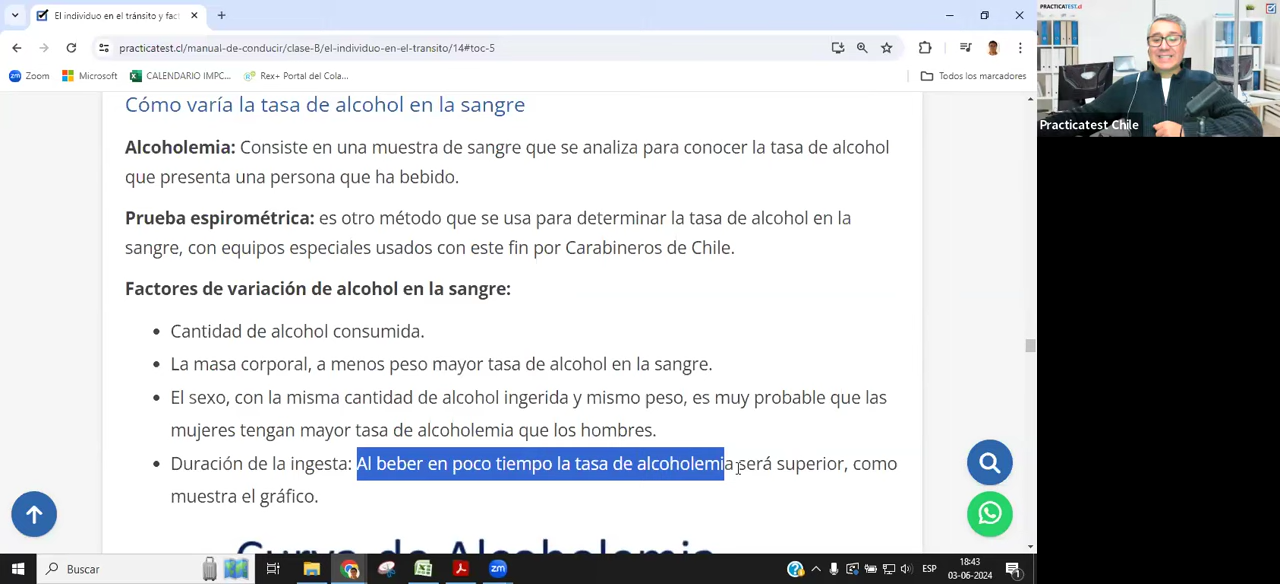 El individuo en el tránsito y fact
practicatest.cl/manual-de-conducir/clase-B/el-individuo-en-el-transito/14#toc-5
Zoom
Microsoft
CALENDARIO IMPC...
Rex+ Portal del Cola...
Todos los marcadores
PRACTICATEST.cl
Practicatest Chile
Cómo varía la tasa de alcohol en la sangre
Alcoholemia: Consiste en una muestra de sangre que se analiza para conocer la tasa de alcohol
que presenta una persona que ha bebido.
Prueba espirométrica: es otro método que se usa para determinar la tasa de alcohol en la
sangre, con equipos especiales usados con este fin por Carabineros de Chile.
Factores de variación de alcohol en la sangre:
• Cantidad de alcohol consumida.
• La masa corporal, a menos peso mayor tasa de alcohol en la sangre.
• El sexo, con la misma cantidad de alcohol ingerida y mismo peso, es muy probable que las
mujeres tengan mayor tasa de alcoholemia que los hombres.
• Duración de la ingesta: Al beber en poco tiempo la tasa de alcoholemia será superior, como
muestra el gráfico.
Curva de Alcoholemia
Buscar
ESP
18:43
03-06-2024
1